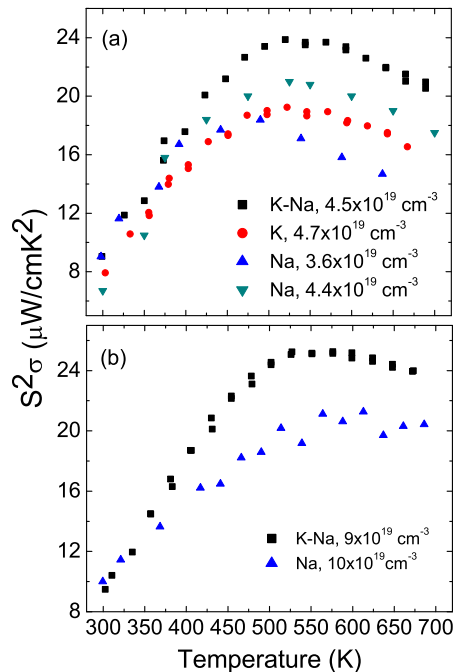 (a)
24
20
16
12
8
K-Na, 4.5x10¹⁹ cm⁻³
K, 4.7x10¹⁹ cm⁻³
Na, 3.6x10¹⁹ cm⁻³
Na, 4.4x10¹⁹ cm⁻³
S²σ (μW/cmK²)
(b)
24
20
16
12
8
K-Na, 9x10¹⁹cm⁻³
Na, 10x10¹⁹cm⁻³
300 350 400 450 500 550 600 650 700
Temperature (K)